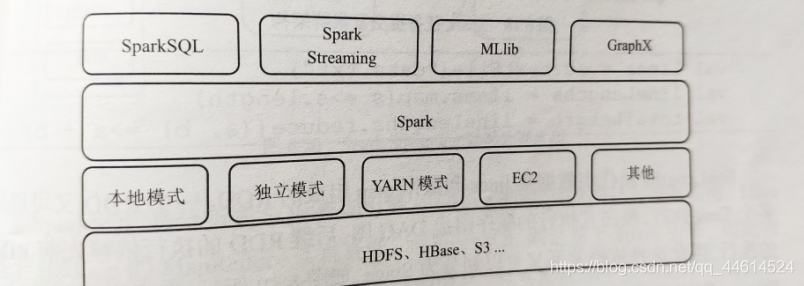 SparkSQL
Spark
Streaming
MLlib
GraphX
Spark
本地模式
独立模式
YARN 模式
EC2
其他
HDFS、HBase、S3 ...
https://blog.csdn.net/qq_44614524